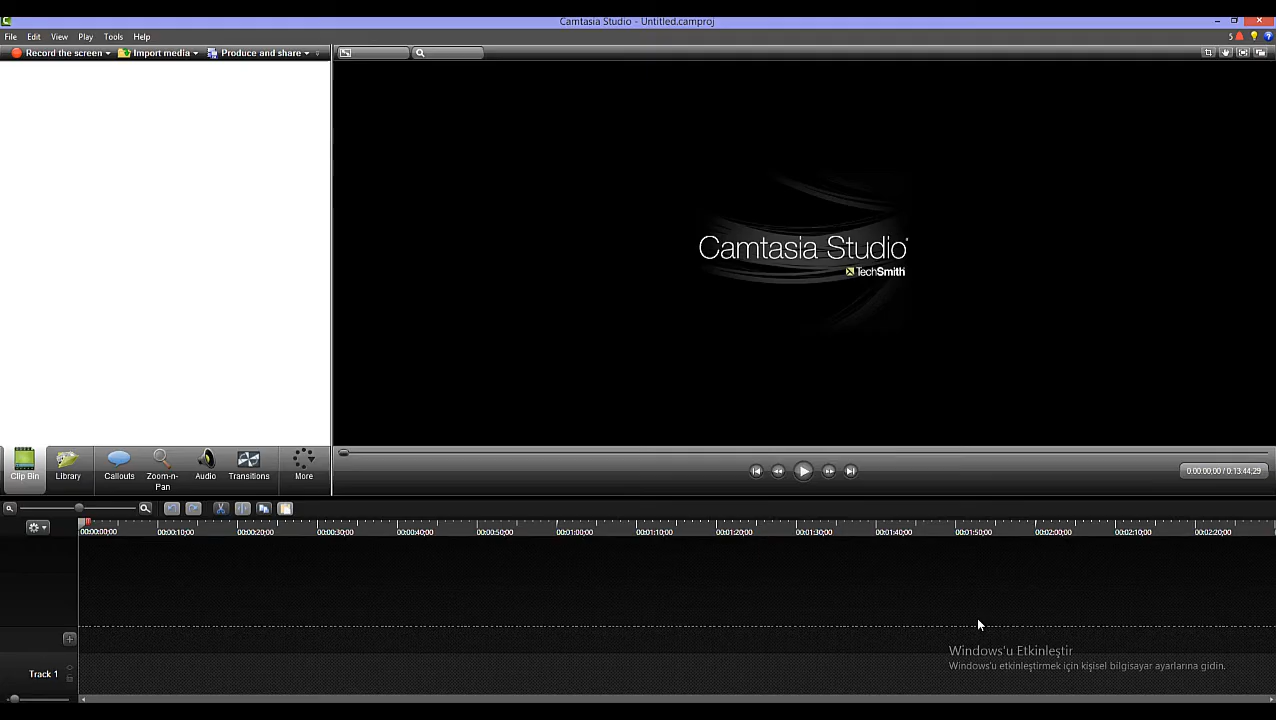 Camtasia Studio - Untitled.camproj
File Edit View Play Tools Help
5
Record the screen Import media Produce and share
Camtasia Studio
TechSmith
Clip Bin Library Callouts Zoom-n-Pan Audio Transitions More
0:00:00;00 / 0:13:44;29
00:00:00;00 00:00:10;00 00:00:20;00 00:00:30;00 00:00:40;00 00:00:50;00 00:01:00;00 00:01:10;00 00:01:20;00 00:01:30;00 00:01:40;00 00:01:50;00 00:02:00;00 00:02:10;00 00:02:20;00
Windows'u Etkinleştir
Windows'u etkinleştirmek için kişisel bilgisayar ayarlarına gidin.
Track 1